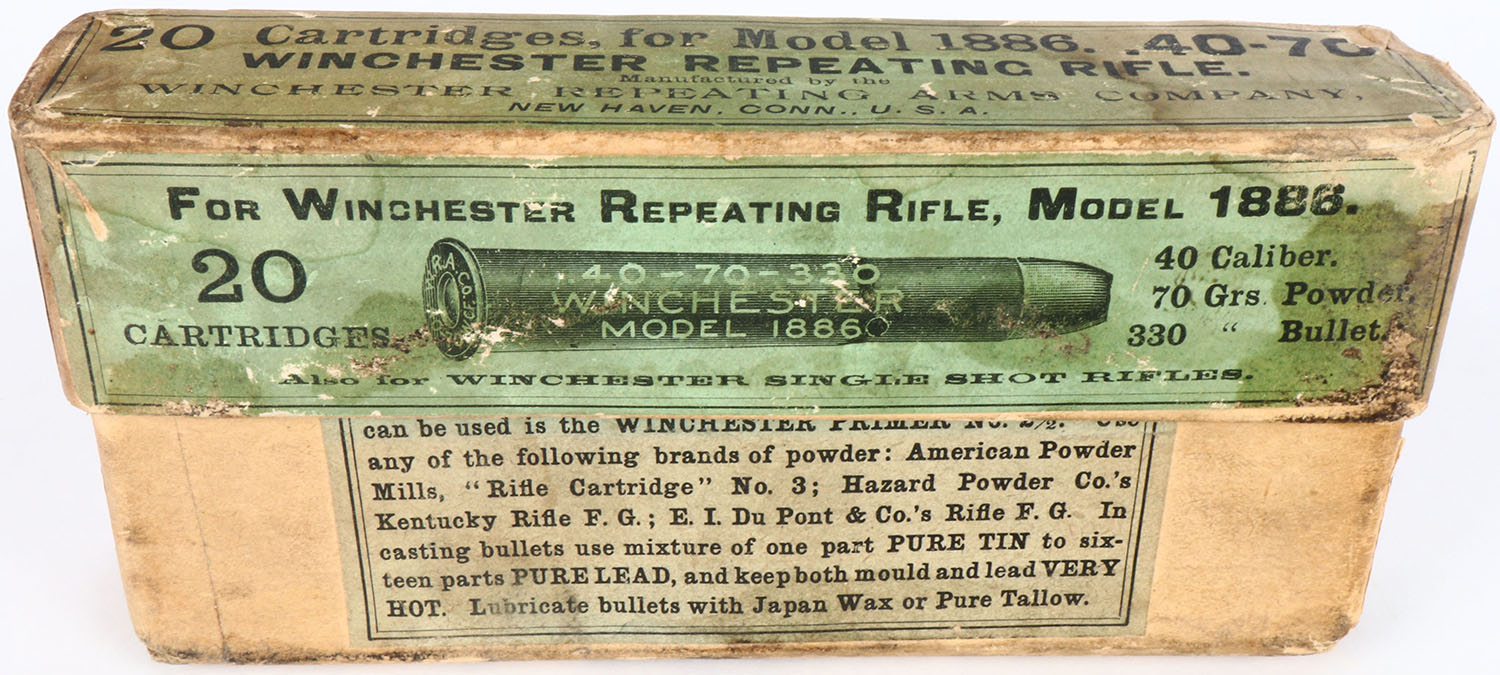 20 Cartridges, for Model 1886. .40-70
WINCHESTER REPEATING RIFLE.
Manufactured by the
WINCHESTER REPEATING ARMS COMPANY,
NEW HAVEN, CONN., U. S. A.
FOR WINCHESTER REPEATING RIFLE, MODEL 1886.
20
CARTRIDGES.
W.R.A. Co.
.40-70-330
WINCHESTER
MODEL 1886
40 Caliber.
70 Grs. Powder.
330 " Bullet.
Also for WINCHESTER SINGLE SHOT RIFLES.
can be used is the WINCHESTER PRIMER No. 2½. Use
any of the following brands of powder: American Powder
Mills, "Rifle Cartridge" No. 3; Hazard Powder Co.'s
Kentucky Rifle F. G.; E. I. Du Pont & Co.'s Rifle F. G. In
casting bullets use mixture of one part PURE TIN to six-
teen parts PURE LEAD, and keep both mould and lead VERY
HOT. Lubricate bullets with Japan Wax or Pure Tallow.